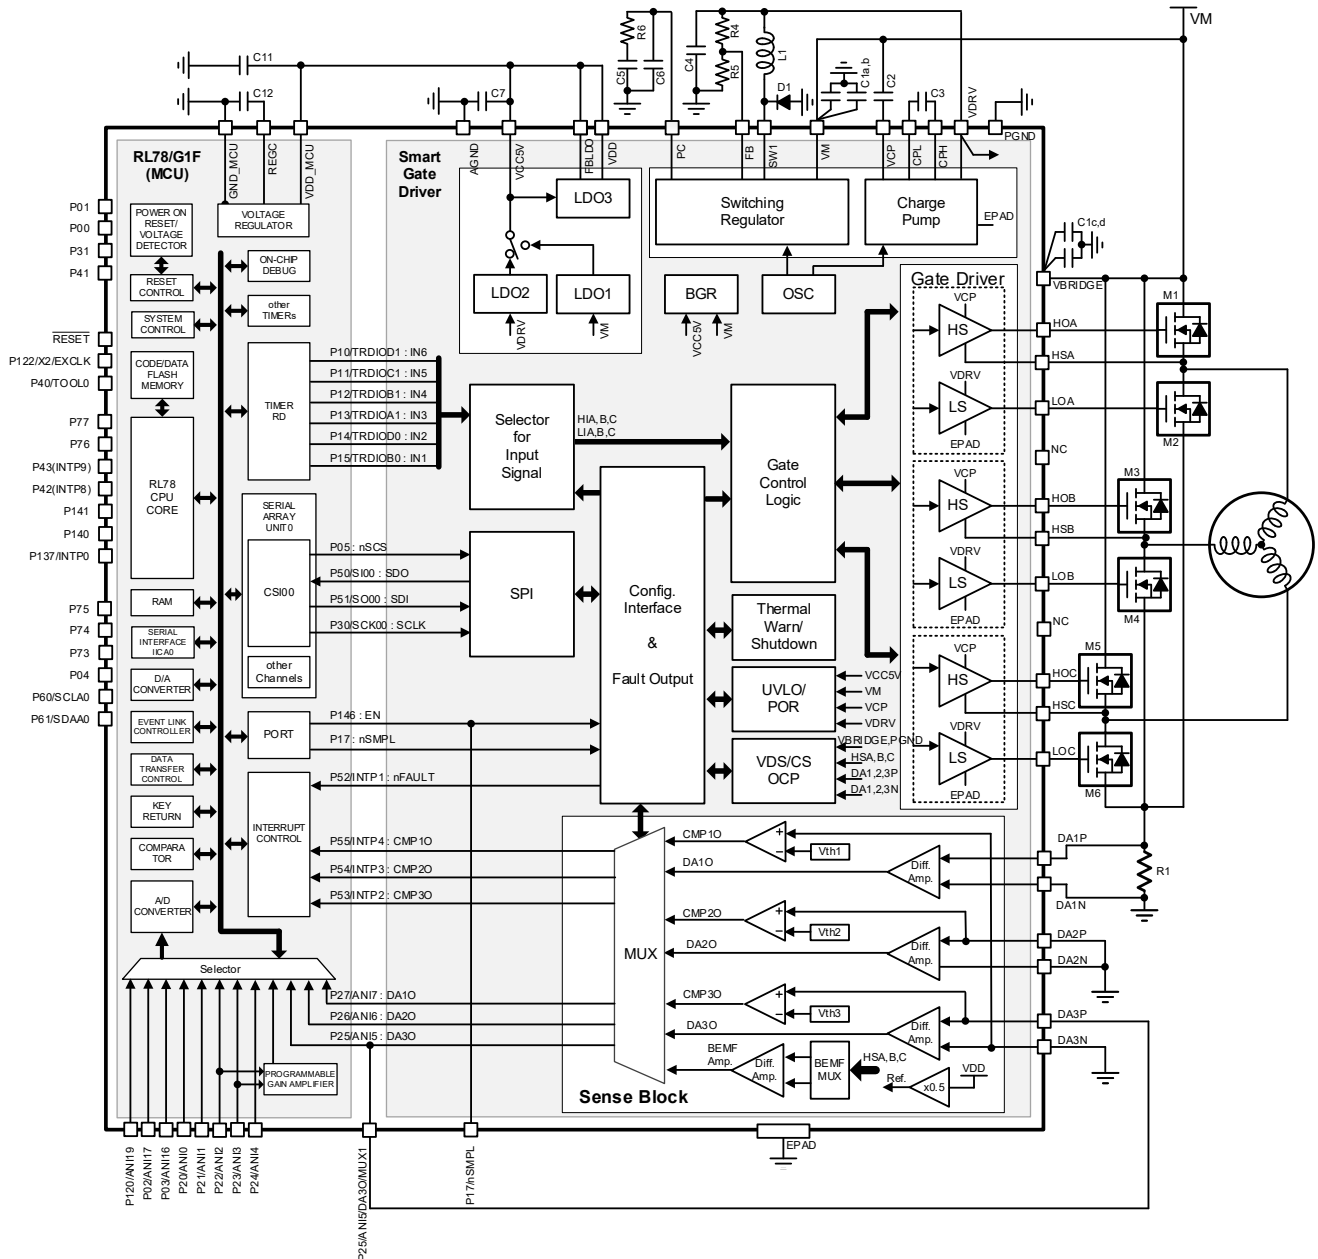 VM
R6
C5
C6
C4
R4
R5
L1
D1
C1a,b
C2
C3
VDRV
PGND
C11
C12
C7
RL78/G1F
(MCU)
GND_MCU
REGC
VDD_MCU
Smart
Gate
Driver
AGND
VCC5V
FBLDO
VDD
PC
FB
SW1
VM
VCP
CPL
CPH
P01
P00
P31
P41
RESET
P122/X2/EXCLK
P40/TOOL0
P77
P76
P43(INTP9)
P42(INTP8)
P141
P140
P137/INTP0
P75
P74
P73
P04
P60/SCLA0
P61/SDAA0
POWER ON
RESET/
VOLTAGE
DETECTOR
RESET
CONTROL
SYSTEM
CONTROL
CODE/DATA
FLASH
MEMORY
RL78
CPU
CORE
RAM
SERIAL
INTERFACE
IICA0
D/A
CONVERTER
EVENT LINK
CONTROLLER
DATA
TRANSFER
CONTROL
KEY
RETURN
COMPARA
TOR
A/D
CONVERTER
VOLTAGE
REGULATOR
ON-CHIP
DEBUG
other
TIMERs
TIMER
RD
SERIAL
ARRAY
UNIT0
CSI00
other
Channels
PORT
INTERRUPT
CONTROL
Selector
PROGRAMMABLE
GAIN AMPLIFIER
P10/TRDIOD1 : IN6
P11/TRDIOC1 : IN5
P12/TRDIOB1 : IN4
P13/TRDIOA1 : IN3
P14/TRDIOD0 : IN2
P15/TRDIOB0 : IN1
P05 : nSCS
P50/SI00 : SDO
P51/SO00 : SDI
P30/SCK00 : SCLK
P146 : EN
P17 : nSMPL
P52/INTP1 : nFAULT
P55/INTP4 : CMP1O
P54/INTP3 : CMP2O
P53/INTP2 : CMP3O
P27/ANI7 : DA1O
P26/ANI6 : DA2O
P25/ANI5 : DA3O
LDO3
LDO2
LDO1
VDRV
VM
Switching
Regulator
Charge
Pump
EPAD
BGR
VCC5V
VM
OSC
Selector
for
Input
Signal
HIA,B,C
LIA,B,C
SPI
Config.
Interface
&
Fault Output
Gate
Control
Logic
Thermal
Warn/
Shutdown
UVLO/
POR
VCC5V
VM
VCP
VDRV
VDS/CS
OCP
VBRIDGE,PGND
HSA,B,C
DA1,2,3P
DA1,2,3N
Gate Driver
VCP
HS
VDRV
LS
EPAD
VCP
HS
VDRV
LS
EPAD
VCP
HS
VDRV
LS
EPAD
C1c,d
VBRIDGE
HOA
HSA
LOA
NC
HOB
HSB
LOB
NC
HOC
HSC
LOC
M1
M2
M3
M4
M5
M6
DA1P
R1
DA1N
DA2P
DA2N
DA3P
DA3N
MUX
CMP1O
+
−
Vth1
DA1O
Diff.
Amp.
CMP2O
+
−
Vth2
DA2O
Diff.
Amp.
CMP3O
+
−
Vth3
DA3O
Diff.
Amp.
BEMF
Amp.
Diff.
Amp.
BEMF
MUX
HSA,B,C
Ref.
x0.5
VDD
Sense Block
EPAD
P120/ANI19
P02/ANI17
P03/ANI16
P20/ANI0
P21/ANI1
P22/ANI2
P23/ANI3
P24/ANI4
P25/ANI5/DA3O/MUX1
P17/nSMPL